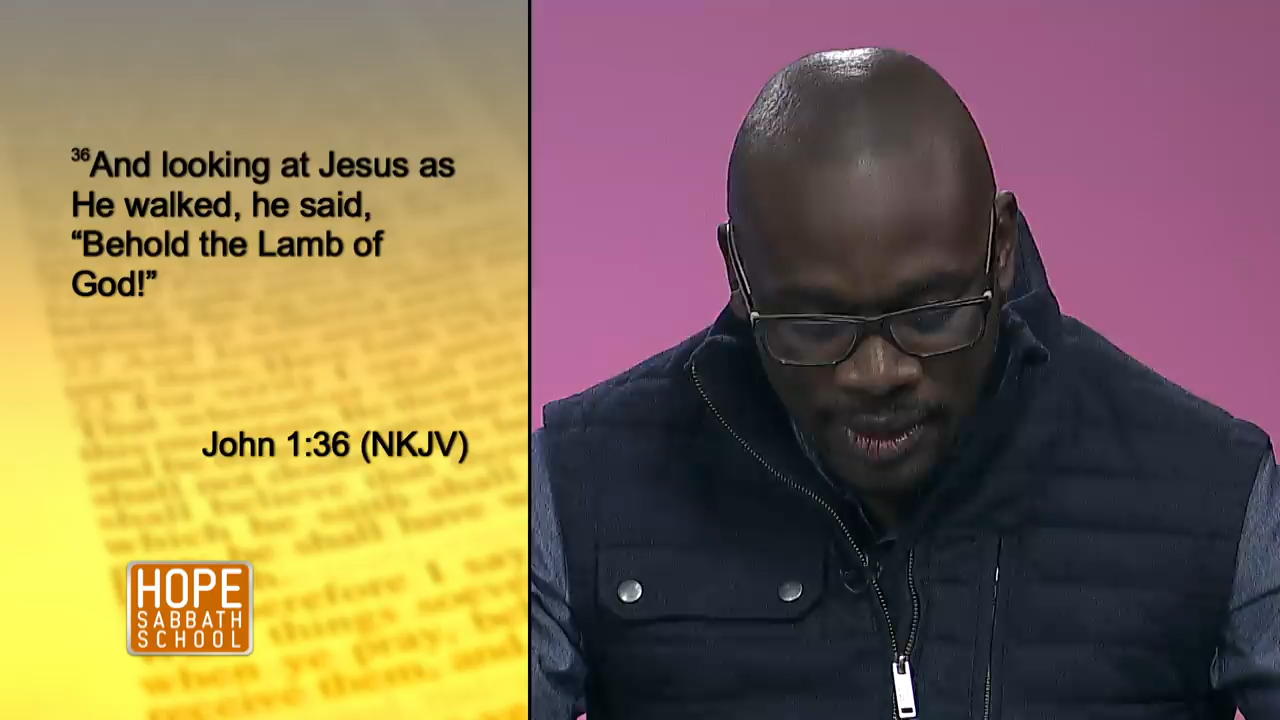 ³⁶And looking at Jesus as
He walked, he said,
“Behold the Lamb of
God!”
John 1:36 (NKJV)
HOPE
SABBATH
SCHOOL